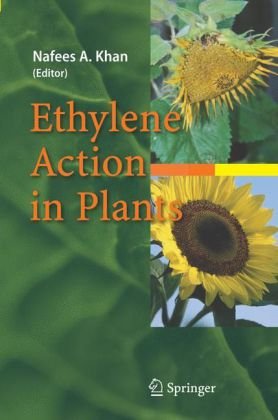 Nafees A. Khan
(Editor)
Ethylene
Action
in Plants
Springer